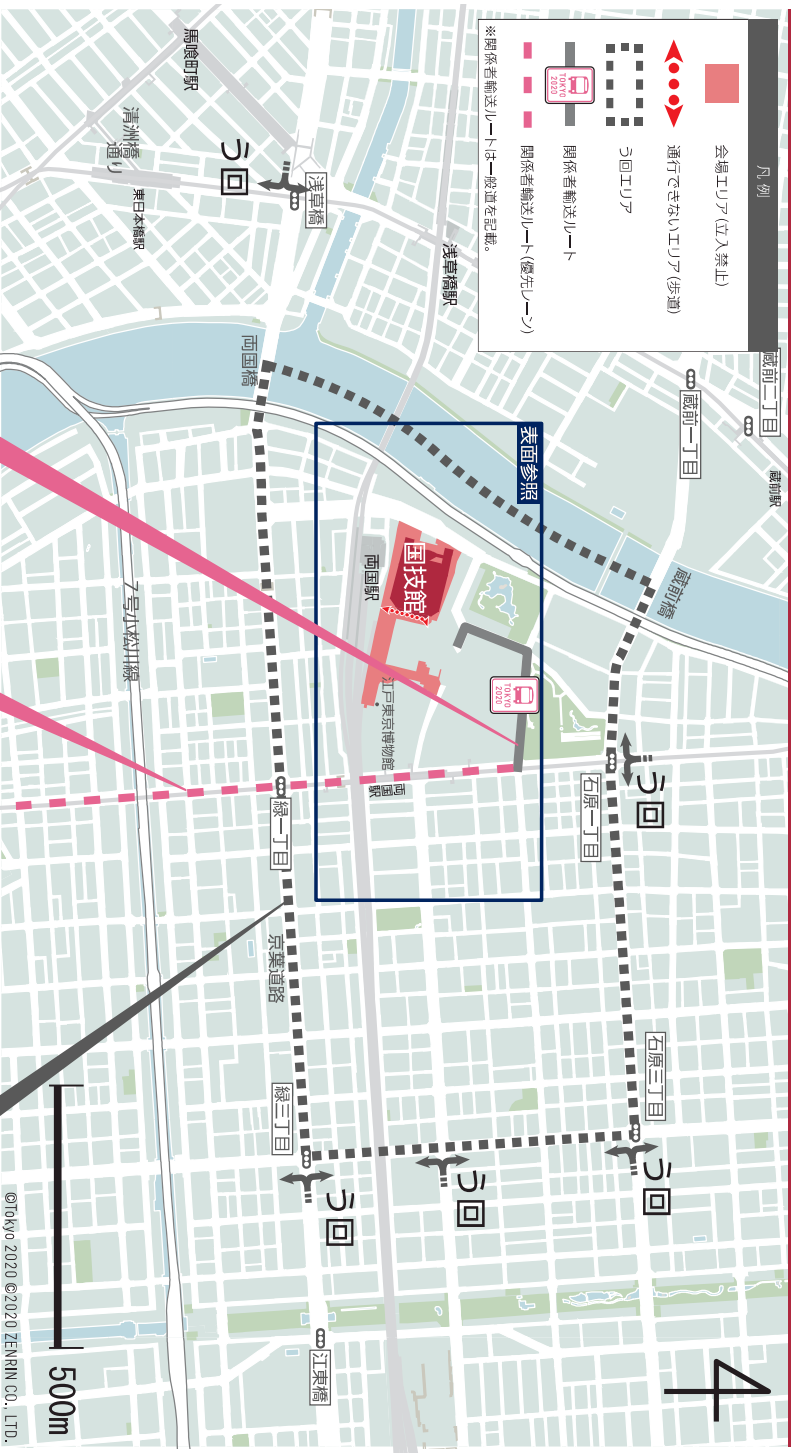 凡例
会場エリア(立入禁止)
通行できないエリア(歩道)
う回エリア
TOKYO
2020
関係者輸送ルート
関係者輸送ルート(優先レーン)
※関係者輸送ルートは一般道を記載。
蔵前二丁目
蔵前駅
蔵前一丁目
蔵前橋
浅草橋駅
浅草橋
う回
馬喰町駅
清洲橋
通り
東日本橋駅
両国橋
表面参照
国技館
両国駅
TOKYO
2020
江戸東京博物館
両国
駅
石原一丁目
う回
7号小松川線
緑一丁目
京葉道路
石原三丁目
う回
う回
緑三丁目
う回
江東橋
500m
©Tokyo 2020 ©2020 ZENRIN CO., LTD.